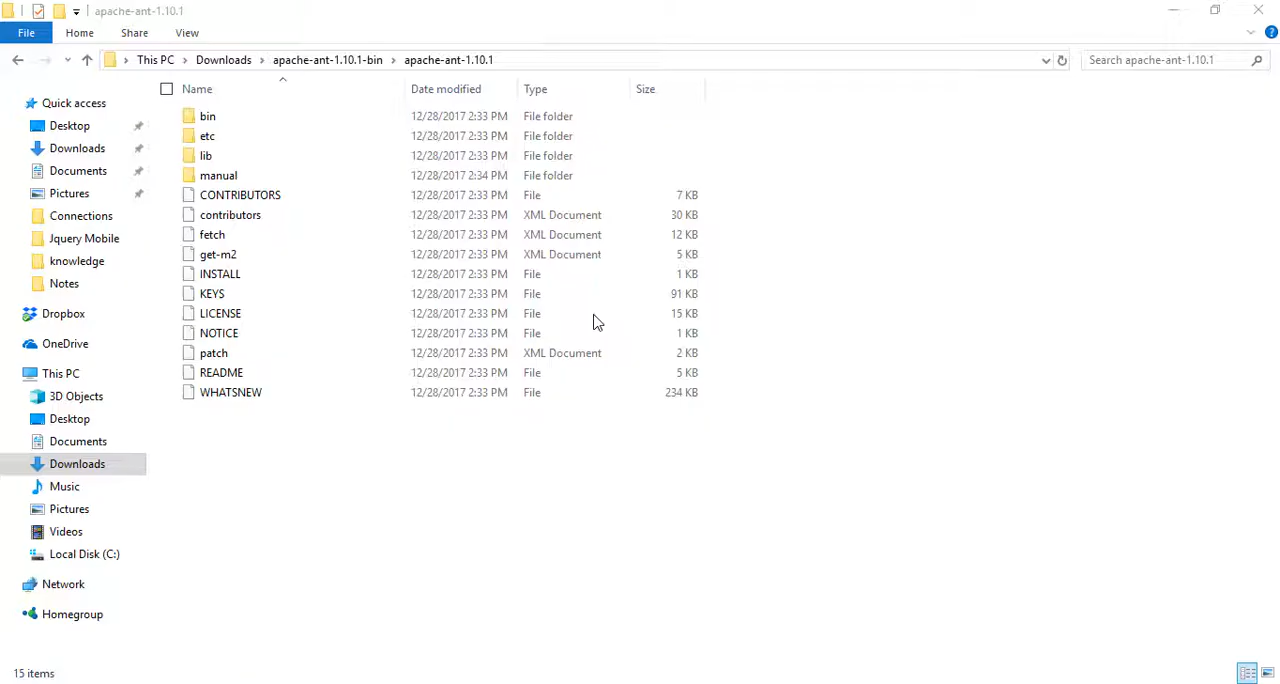 apache-ant-1.10.1
File Home Share View
This PC Downloads apache-ant-1.10.1-bin apache-ant-1.10.1 Search apache-ant-1.10.1
Name Date modified Type Size
Quick access
Desktop
Downloads
Documents
Pictures
Connections
Jquery Mobile
knowledge
Notes
Dropbox
OneDrive
This PC
3D Objects
Desktop
Documents
Downloads
Music
Pictures
Videos
Local Disk (C:)
Network
Homegroup
bin 12/28/2017 2:33 PM File folder
etc 12/28/2017 2:33 PM File folder
lib 12/28/2017 2:33 PM File folder
manual 12/28/2017 2:34 PM File folder
CONTRIBUTORS 12/28/2017 2:33 PM File 7 KB
contributors 12/28/2017 2:33 PM XML Document 30 KB
fetch 12/28/2017 2:33 PM XML Document 12 KB
get-m2 12/28/2017 2:33 PM XML Document 5 KB
INSTALL 12/28/2017 2:33 PM File 1 KB
KEYS 12/28/2017 2:33 PM File 91 KB
LICENSE 12/28/2017 2:33 PM File 15 KB
NOTICE 12/28/2017 2:33 PM File 1 KB
patch 12/28/2017 2:33 PM XML Document 2 KB
README 12/28/2017 2:33 PM File 5 KB
WHATSNEW 12/28/2017 2:33 PM File 234 KB
15 items